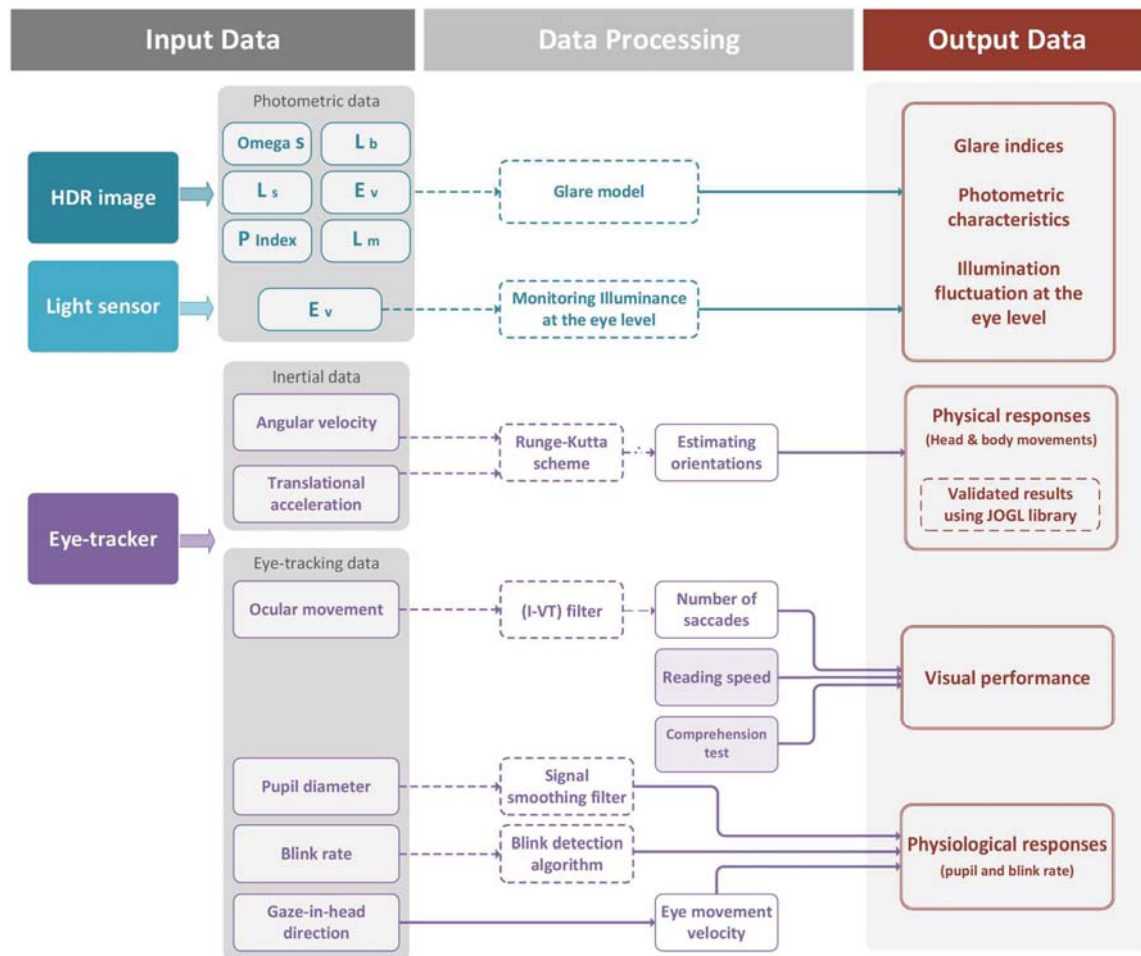 Input Data
Data Processing
Output Data
Photometric data
Omega S
L b
L s
E v
P Index
L m
HDR image
Glare model
Glare indices
Photometric
characteristics
Illumination
fluctuation at the
eye level
Light sensor
E v
Monitoring Illuminance
at the eye level
Inertial data
Angular velocity
Translational
acceleration
Runge-Kutta
scheme
Estimating
orientations
Physical responses
(Head & body movements)
Validated results
using JOGL library
Eye-tracker
Eye-tracking data
Ocular movement
(I-VT) filter
Number of
saccades
Reading speed
Comprehension
test
Visual performance
Pupil diameter
Signal
smoothing filter
Blink rate
Blink detection
algorithm
Gaze-in-head
direction
Eye movement
velocity
Physiological responses
(pupil and blink rate)